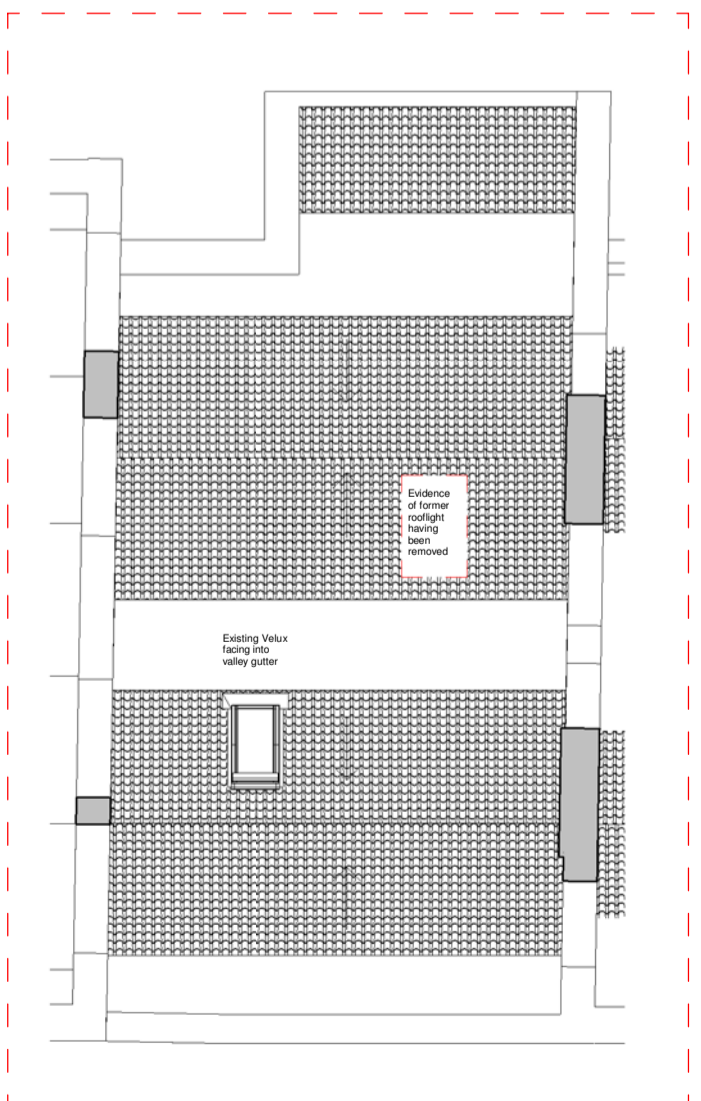 Evidence
of former
rooflight
having
been
removed
Existing Velux
facing into
valley gutter